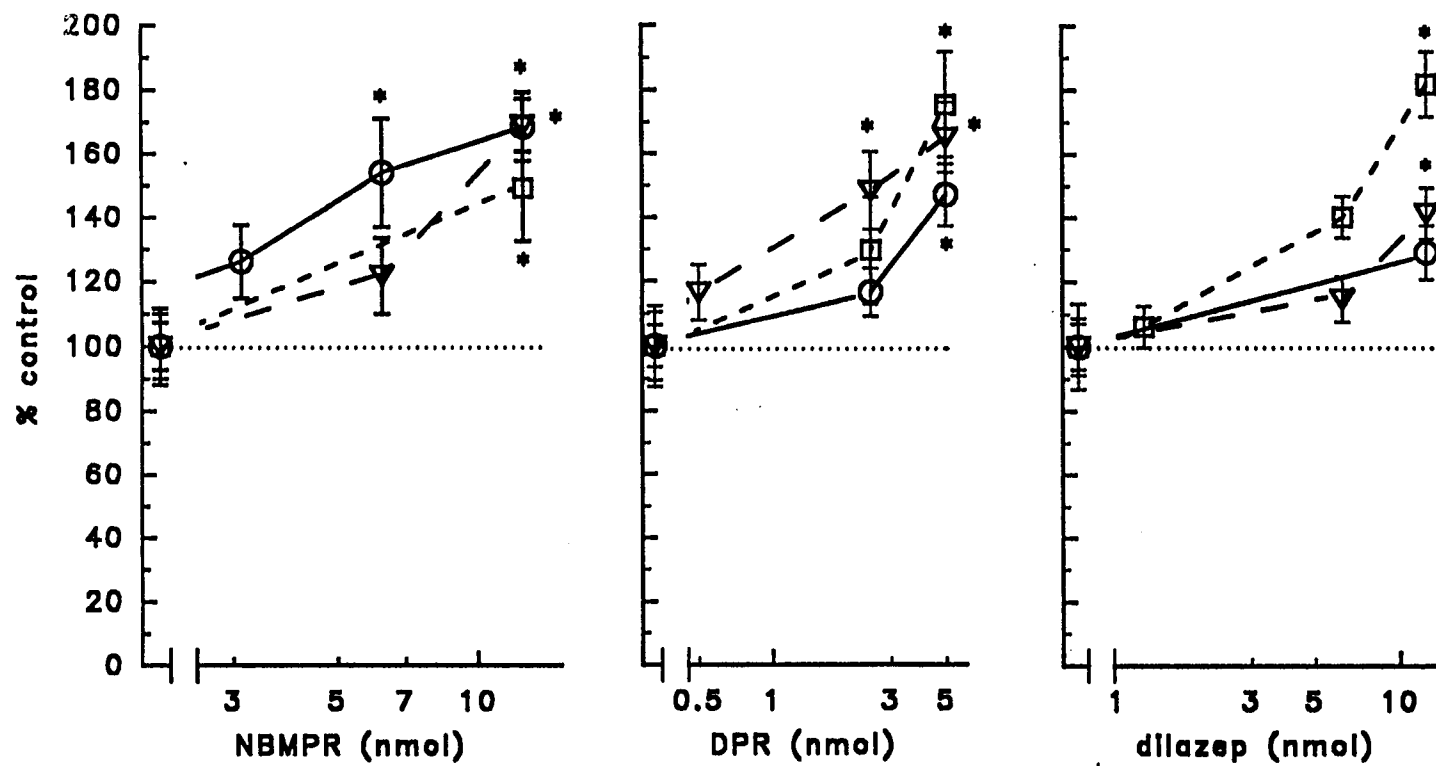 200
180
160
140
120
100
80
60
40
20
0
% control
3 5 7 10
NBMPR (nmol)
0.5 1 3 5
DPR (nmol)
1 3 5 10
dilazep (nmol)
* * * *
* * * *
* *